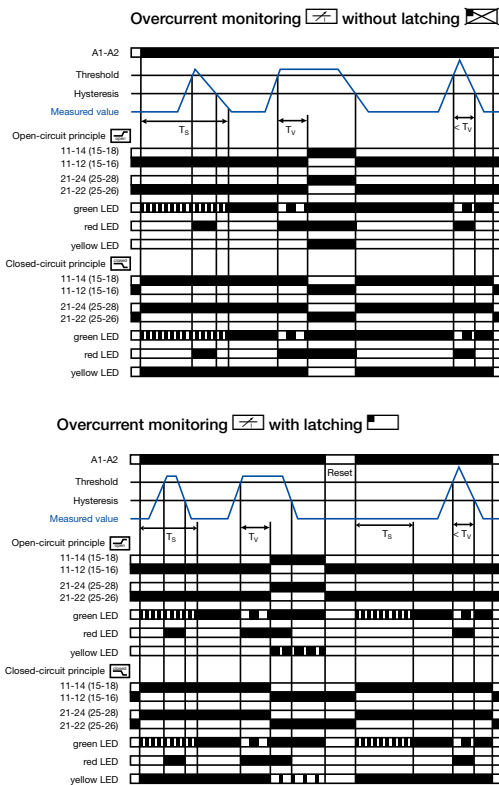 Overcurrent monitoring without latching
A1-A2
Threshold
Hysteresis
Measured value
TS
TV
< TV
Open-circuit principle open
11-14 (15-18)
11-12 (15-16)
21-24 (25-28)
21-22 (25-26)
green LED
red LED
yellow LED
Closed-circuit principle closed
11-14 (15-18)
11-12 (15-16)
21-24 (25-28)
21-22 (25-26)
green LED
red LED
yellow LED
Overcurrent monitoring with latching
A1-A2
Reset
Threshold
Hysteresis
Measured value
TS
TV
TS
< TV
Open-circuit principle open
11-14 (15-18)
11-12 (15-16)
21-24 (25-28)
21-22 (25-26)
green LED
red LED
yellow LED
Closed-circuit principle closed
11-14 (15-18)
11-12 (15-16)
21-24 (25-28)
21-22 (25-26)
green LED
red LED
yellow LED